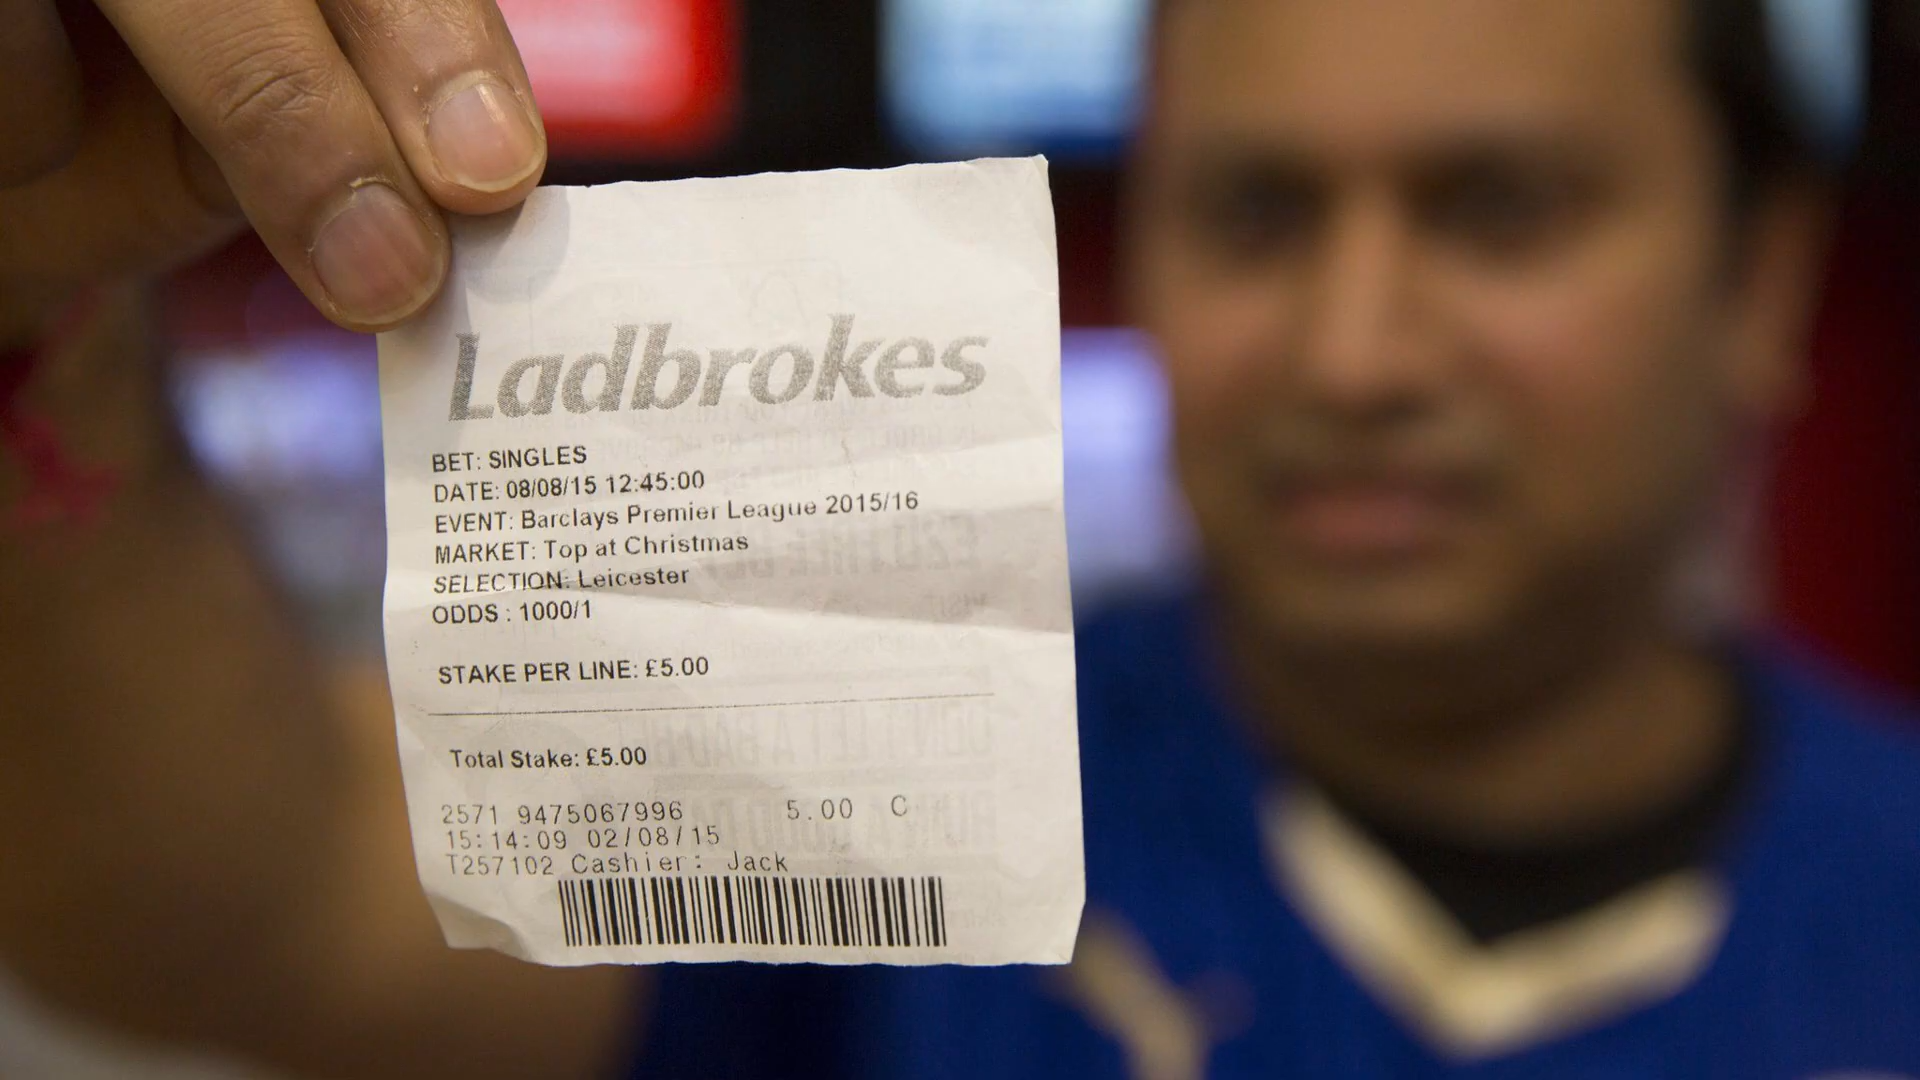 Ladbrokes
BET: SINGLES
DATE: 08/08/15 12:45:00
EVENT: Barclays Premier League 2015/16
MARKET: Top at Christmas
SELECTION: Leicester
ODDS : 1000/1
STAKE PER LINE: £5.00
Total Stake: £5.00
2571 9475067996 5.00 C
15:14:09 02/08/15
T257102 Cashier: Jack